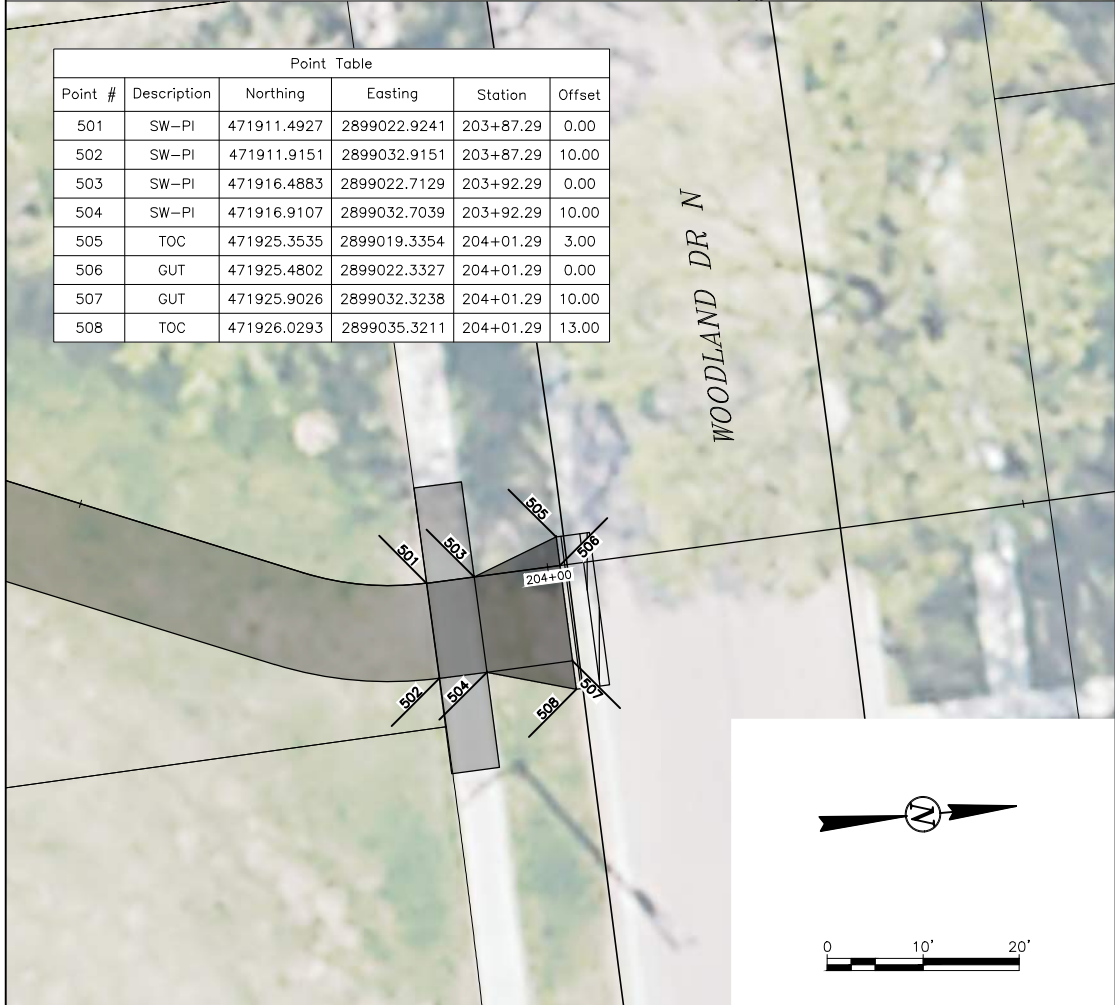 Point Table
Point # Description Northing Easting Station Offset
501 SW-PI 471911.4927 2899022.9241 203+87.29 0.00
502 SW-PI 471911.9151 2899032.9151 203+87.29 10.00
503 SW-PI 471916.4883 2899022.7129 203+92.29 0.00
504 SW-PI 471916.9107 2899032.7039 203+92.29 10.00
505 TOC 471925.3535 2899019.3354 204+01.29 3.00
506 GUT 471925.4802 2899022.3327 204+01.29 0.00
507 GUT 471925.9026 2899032.3238 204+01.29 10.00
508 TOC 471926.0293 2899035.3211 204+01.29 13.00
WOODLAND DR N
505
501
503
506
204+00
502
504
507
508
N
0 10' 20'